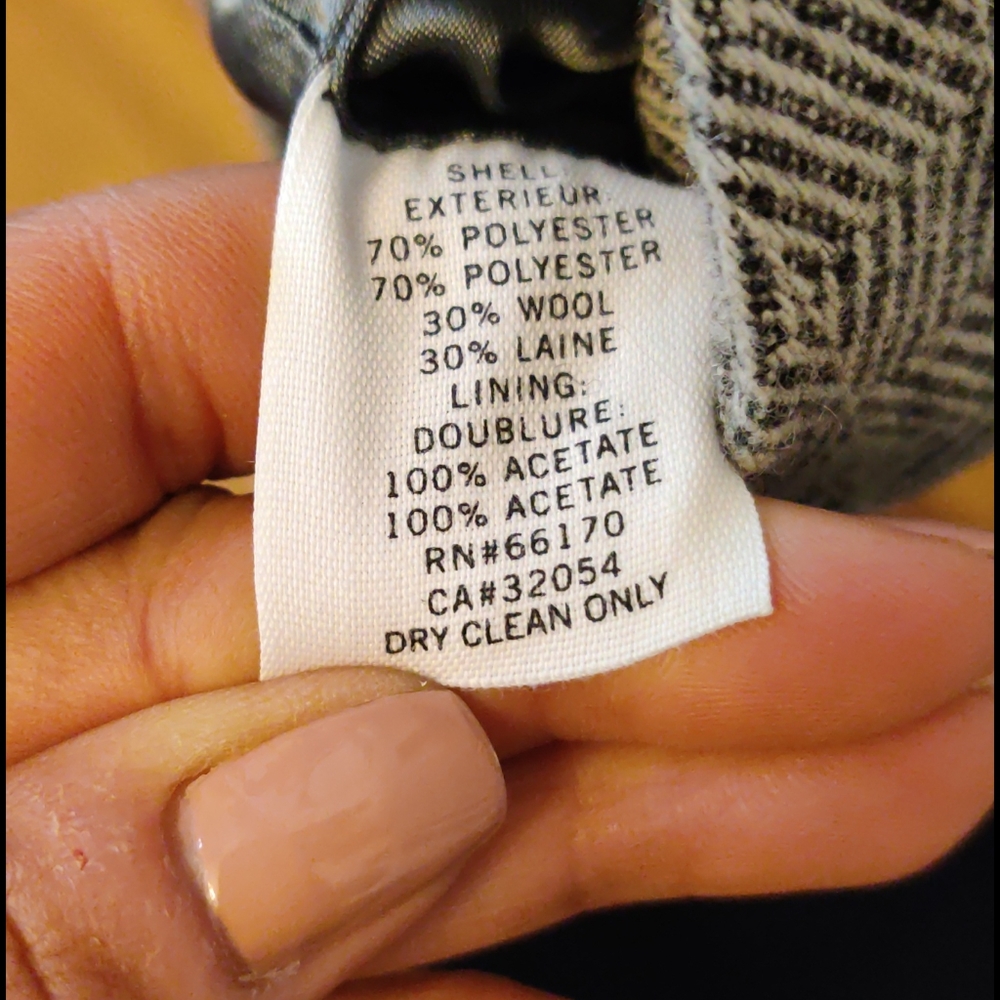 SHELL:
EXTERIEUR:
70% POLYESTER
70% POLYESTER
30% WOOL
30% LAINE
LINING:
DOUBLURE:
100% ACETATE
100% ACETATE
RN#66170
CA#32054
DRY CLEAN ONLY